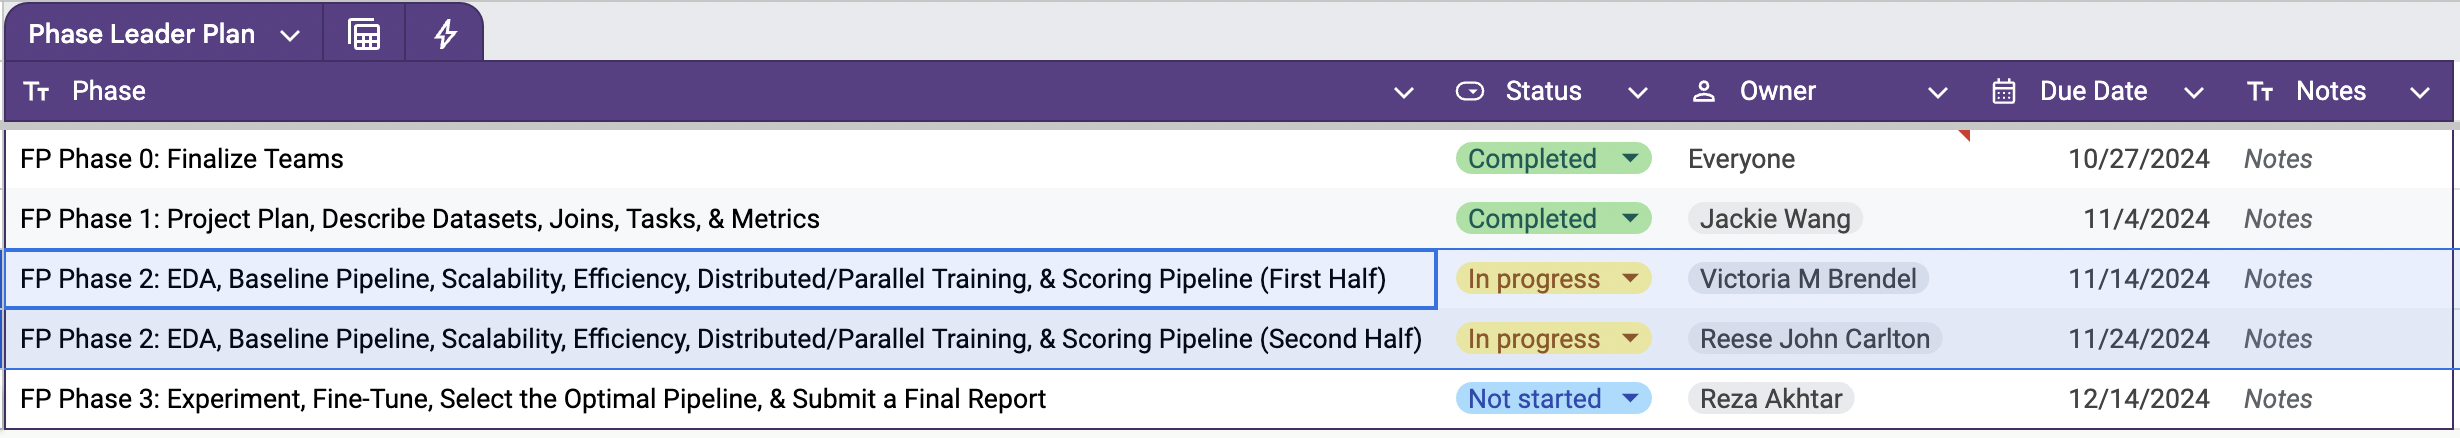 Phase Leader Plan
Phase Status Owner Due Date Notes
FP Phase 0: Finalize Teams Completed Everyone 10/27/2024 Notes
FP Phase 1: Project Plan, Describe Datasets, Joins, Tasks, & Metrics Completed Jackie Wang 11/4/2024 Notes
FP Phase 2: EDA, Baseline Pipeline, Scalability, Efficiency, Distributed/Parallel Training, & Scoring Pipeline (First Half) In progress Victoria M Brendel 11/14/2024 Notes
FP Phase 2: EDA, Baseline Pipeline, Scalability, Efficiency, Distributed/Parallel Training, & Scoring Pipeline (Second Half) In progress Reese John Carlton 11/24/2024 Notes
FP Phase 3: Experiment, Fine-Tune, Select the Optimal Pipeline, & Submit a Final Report Not started Reza Akhtar 12/14/2024 Notes